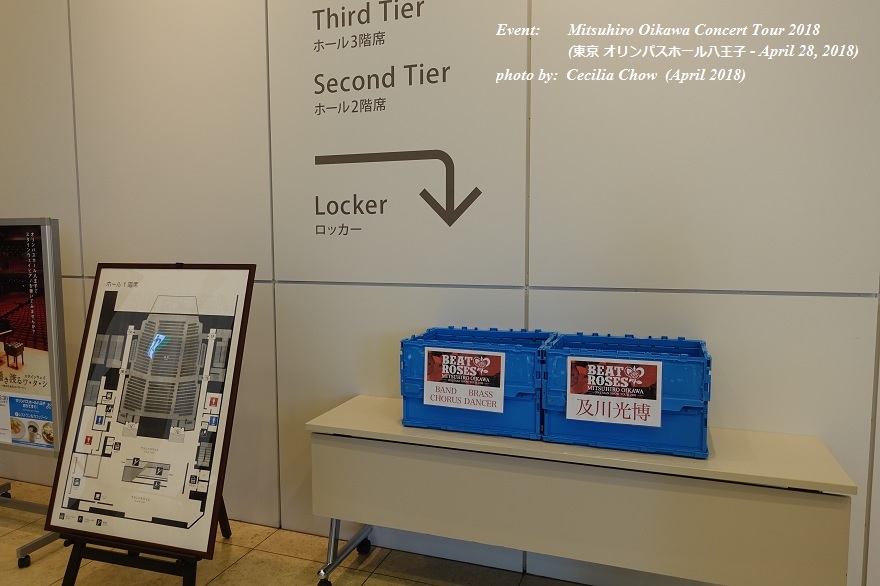 Third Tier
ホール3階席
Second Tier
ホール2階席
Locker
ロッカー
Event: Mitsuhiro Oikawa Concert Tour 2018
(東京 オリンパスホール八王子 - April 28, 2018)
photo by: Cecilia Chow (April 2018)
ホール1階席
BEAT
ROSES
MITSUHIRO OIKAWA
BAND BRASS
CHORUS DANCER
BEAT
ROSES
MITSUHIRO OIKAWA
及川光博